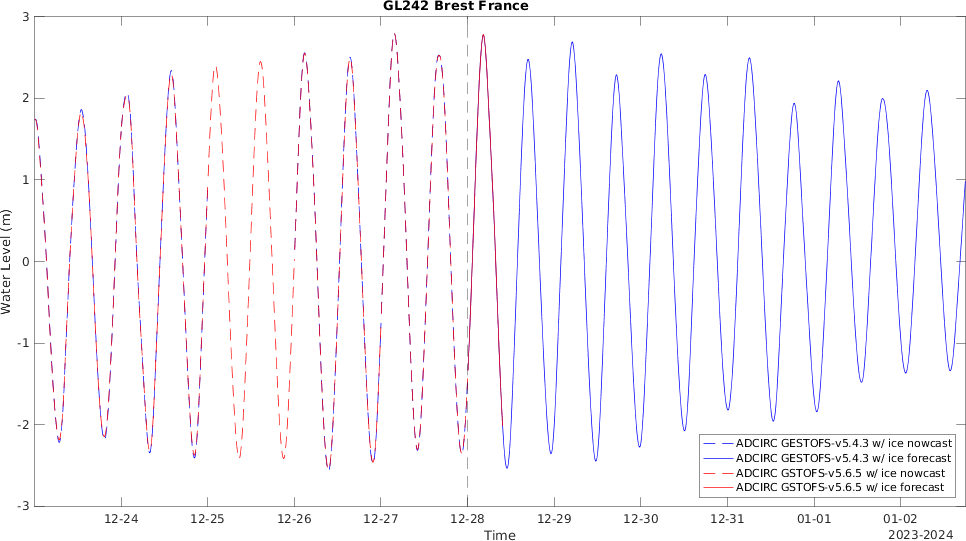 GL242 Brest France
3
2
1
0
-1
-2
-3
Water Level (m)
ADCIRC GESTOFS-v5.4.3 w/ ice nowcast
ADCIRC GESTOFS-v5.4.3 w/ ice forecast
ADCIRC GSTOFS-v5.6.5 w/ ice nowcast
ADCIRC GSTOFS-v5.6.5 w/ ice forecast
12-24 12-25 12-26 12-27 12-28 12-29 12-30 12-31 01-01 01-02
Time
2023-2024